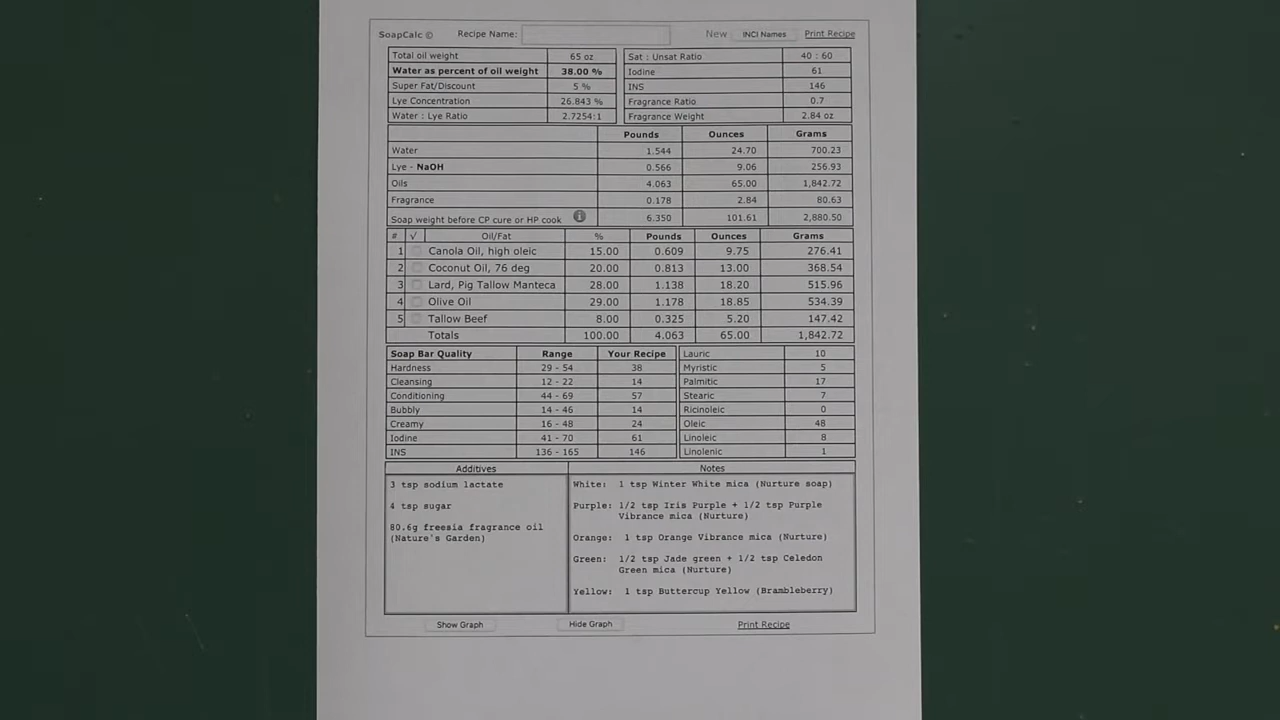 SoapCalc © Recipe Name: New INCI Names Print Recipe
Total oil weight 65 oz Sat : Unsat Ratio 40 : 60
Water as percent of oil weight 38.00 % Iodine 61
Super Fat/Discount 5 % INS 146
Lye Concentration 26.843 % Fragrance Ratio 0.7
Water : Lye Ratio 2.7254:1 Fragrance Weight 2.84 oz
Pounds Ounces Grams
Water 1.544 24.70 700.23
Lye - NaOH 0.566 9.06 256.93
Oils 4.063 65.00 1,842.72
Fragrance 0.178 2.84 80.63
Soap weight before CP cure or HP cook i 6.350 101.61 2,880.50
# √ Oil/Fat % Pounds Ounces Grams
1 Canola Oil, high oleic 15.00 0.609 9.75 276.41
2 Coconut Oil, 76 deg 20.00 0.813 13.00 368.54
3 Lard, Pig Tallow Manteca 28.00 1.138 18.20 515.96
4 Olive Oil 29.00 1.178 18.85 534.39
5 Tallow Beef 8.00 0.325 5.20 147.42
Totals 100.00 4.063 65.00 1,842.72
Soap Bar Quality Range Your Recipe Lauric 10
Hardness 29 - 54 38 Myristic 5
Cleansing 12 - 22 14 Palmitic 17
Conditioning 44 - 69 57 Stearic 7
Bubbly 14 - 46 14 Ricinoleic 0
Creamy 16 - 48 24 Oleic 48
Iodine 41 - 70 61 Linoleic 8
INS 136 - 165 146 Linolenic 1
Additives Notes
3 tsp sodium lactate
4 tsp sugar
80.6g freesia fragrance oil
(Nature's Garden)
White: 1 tsp Winter White mica (Nurture soap)
Purple: 1/2 tsp Iris Purple + 1/2 tsp Purple
Vibrance mica (Nurture)
Orange: 1 tsp Orange Vibrance mica (Nurture)
Green: 1/2 tsp Jade green + 1/2 tsp Celedon
Green mica (Nurture)
Yellow: 1 tsp Buttercup Yellow (Brambleberry)
Show Graph Hide Graph Print Recipe